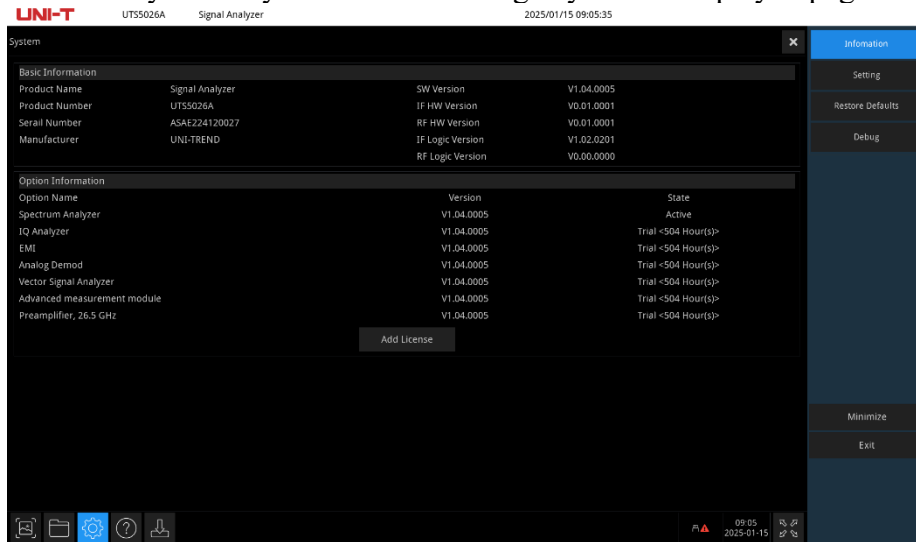 UNI-T UTS5026A Signal Analyzer 2025/01/15 09:05:35
System
Infomation
Setting
Restore Defaults
Debug
Basic Information
Product Name Signal Analyzer SW Version V1.04.0005
Product Number UTS5026A IF HW Version V0.01.0001
Serail Number ASAE224120027 RF HW Version V0.01.0001
Manufacturer UNI-TREND IF Logic Version V1.02.0201
RF Logic Version V0.00.0000
Option Information
Option Name Version State
Spectrum Analyzer V1.04.0005 Active
IQ Analyzer V1.04.0005 Trial <504 Hour(s)>
EMI V1.04.0005 Trial <504 Hour(s)>
Analog Demod V1.04.0005 Trial <504 Hour(s)>
Vector Signal Analyzer V1.04.0005 Trial <504 Hour(s)>
Advanced measurement module V1.04.0005 Trial <504 Hour(s)>
Preamplifier, 26.5 GHz V1.04.0005 Trial <504 Hour(s)>
Add License
Minimize
Exit
09:05
2025-01-15